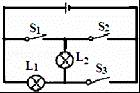 S₁ S₂
L₂
L₁ S₃